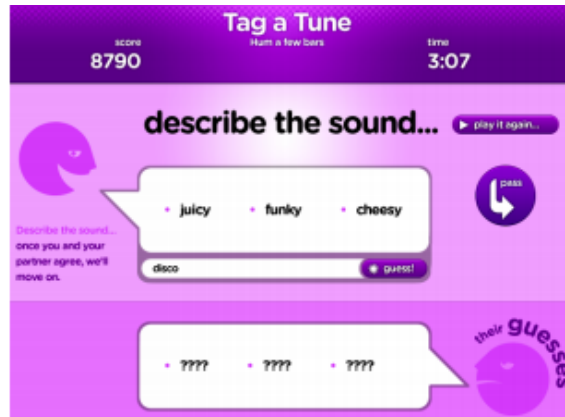 Tag a Tune
Hum a few bars
score
8790
time
3:07
describe the sound...
play it again...
juicy
funky
cheesy
pass
Describe the sound...
once you and your
partner agree, we'll
move on.
disco
guess!
their guesses
????
????
????